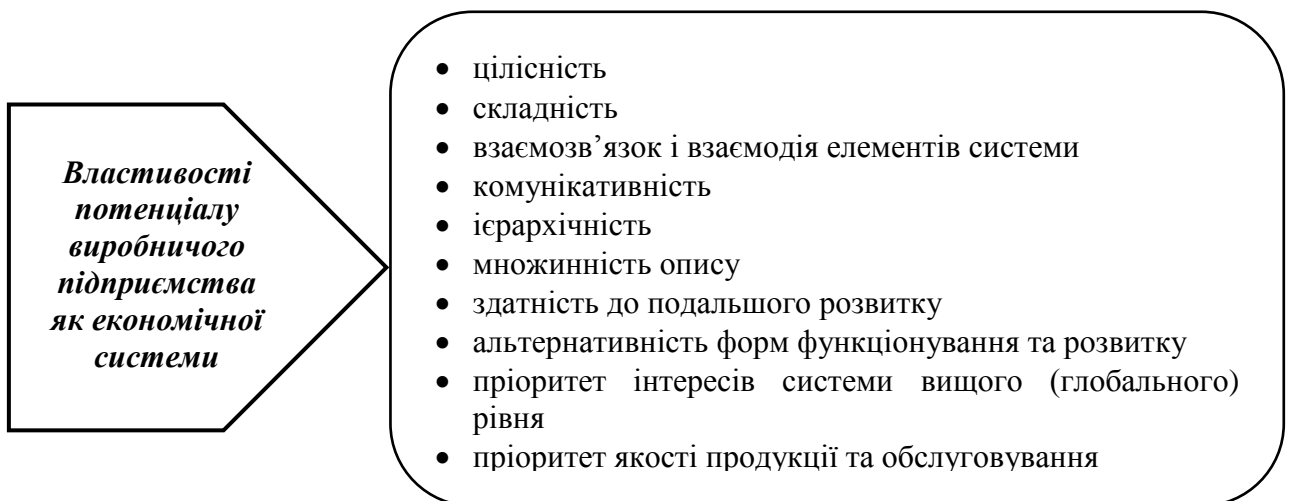 Властивості
потенціалу
виробничого
підприємства
як економічної
системи
• цілісність
• складність
• взаємозв’язок і взаємодія елементів системи
• комунікативність
• ієрархічність
• множинність опису
• здатність до подальшого розвитку
• альтернативність форм функціонування та розвитку
• пріоритет інтересів системи вищого (глобального)
рівня
• пріоритет якості продукції та обслуговування